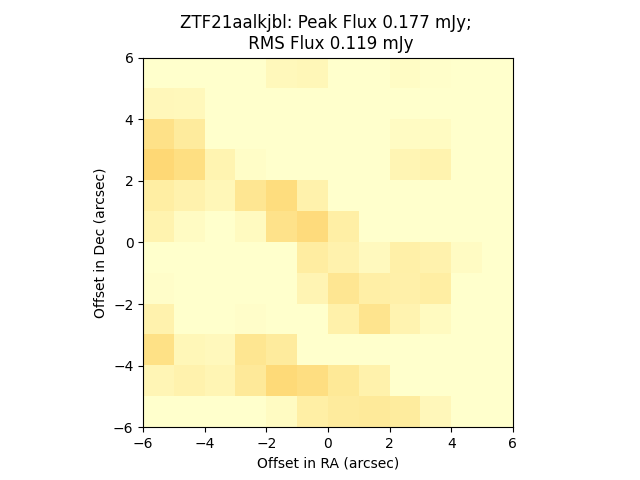 ZTF21aalkjbl: Peak Flux 0.177 mJy;
RMS Flux 0.119 mJy
6
4
2
0
−2
−4
−6
Offset in Dec (arcsec)
−6 −4 −2 0 2 4 6
Offset in RA (arcsec)